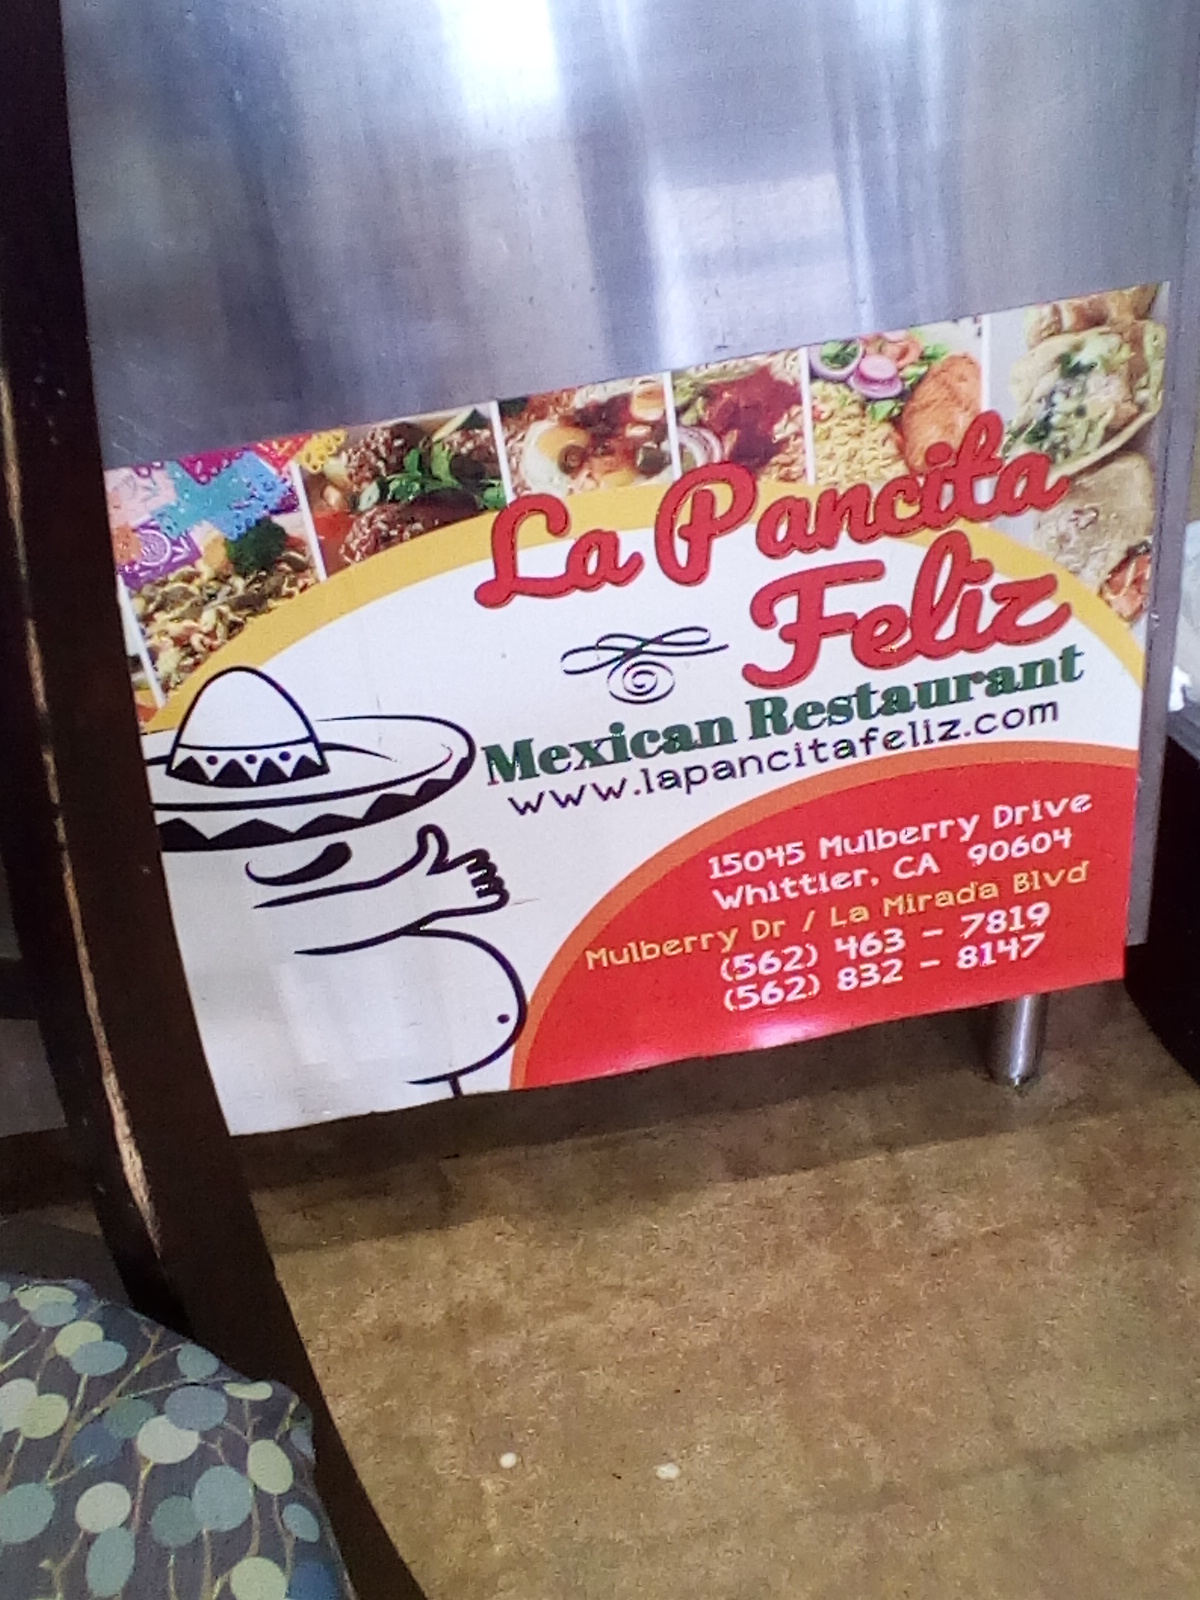 La Pancita
Feliz
Mexican Restaurant
www.lapancitafeliz.com
15045 Mulberry Drive
Whittier, CA 90604
Mulberry Dr / La Mirada Blvd
(562) 463 - 7819
(562) 832 - 8147